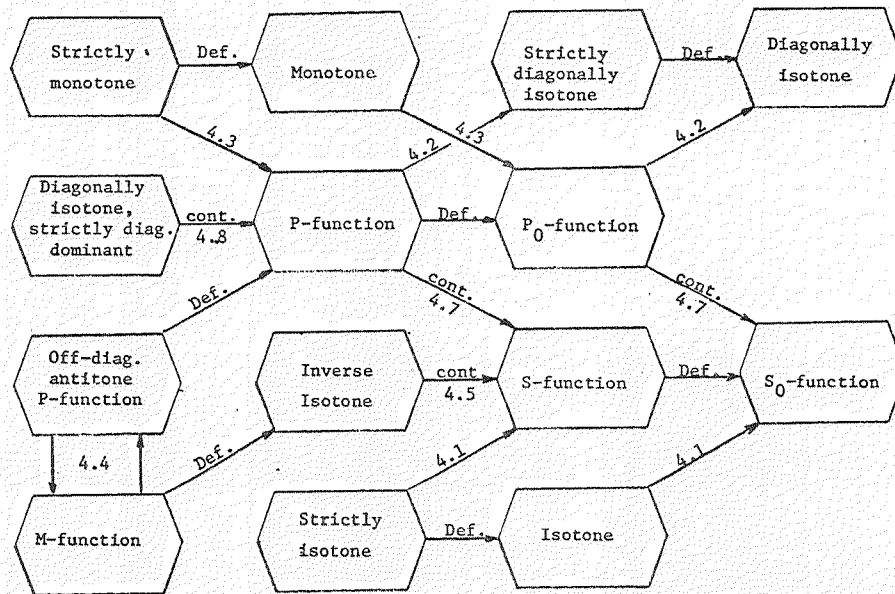 Strictly
monotone
Def.
Monotone
Strictly
diagonally
isotone
Def.
Diagonally
isotone
4.3
4.2
4.3
4.2
Diagonally
isotone,
strictly diag.
dominant
cont.
4.8
P-function
Def.
P₀-function
Def.
cont.
4.7
cont.
4.7
Off-diag.
antitone
P-function
Inverse
Isotone
cont
4.5
S-function
Def.
S₀-function
4.4
Def.
4.1
4.1
M-function
Strictly
isotone
Def.
Isotone